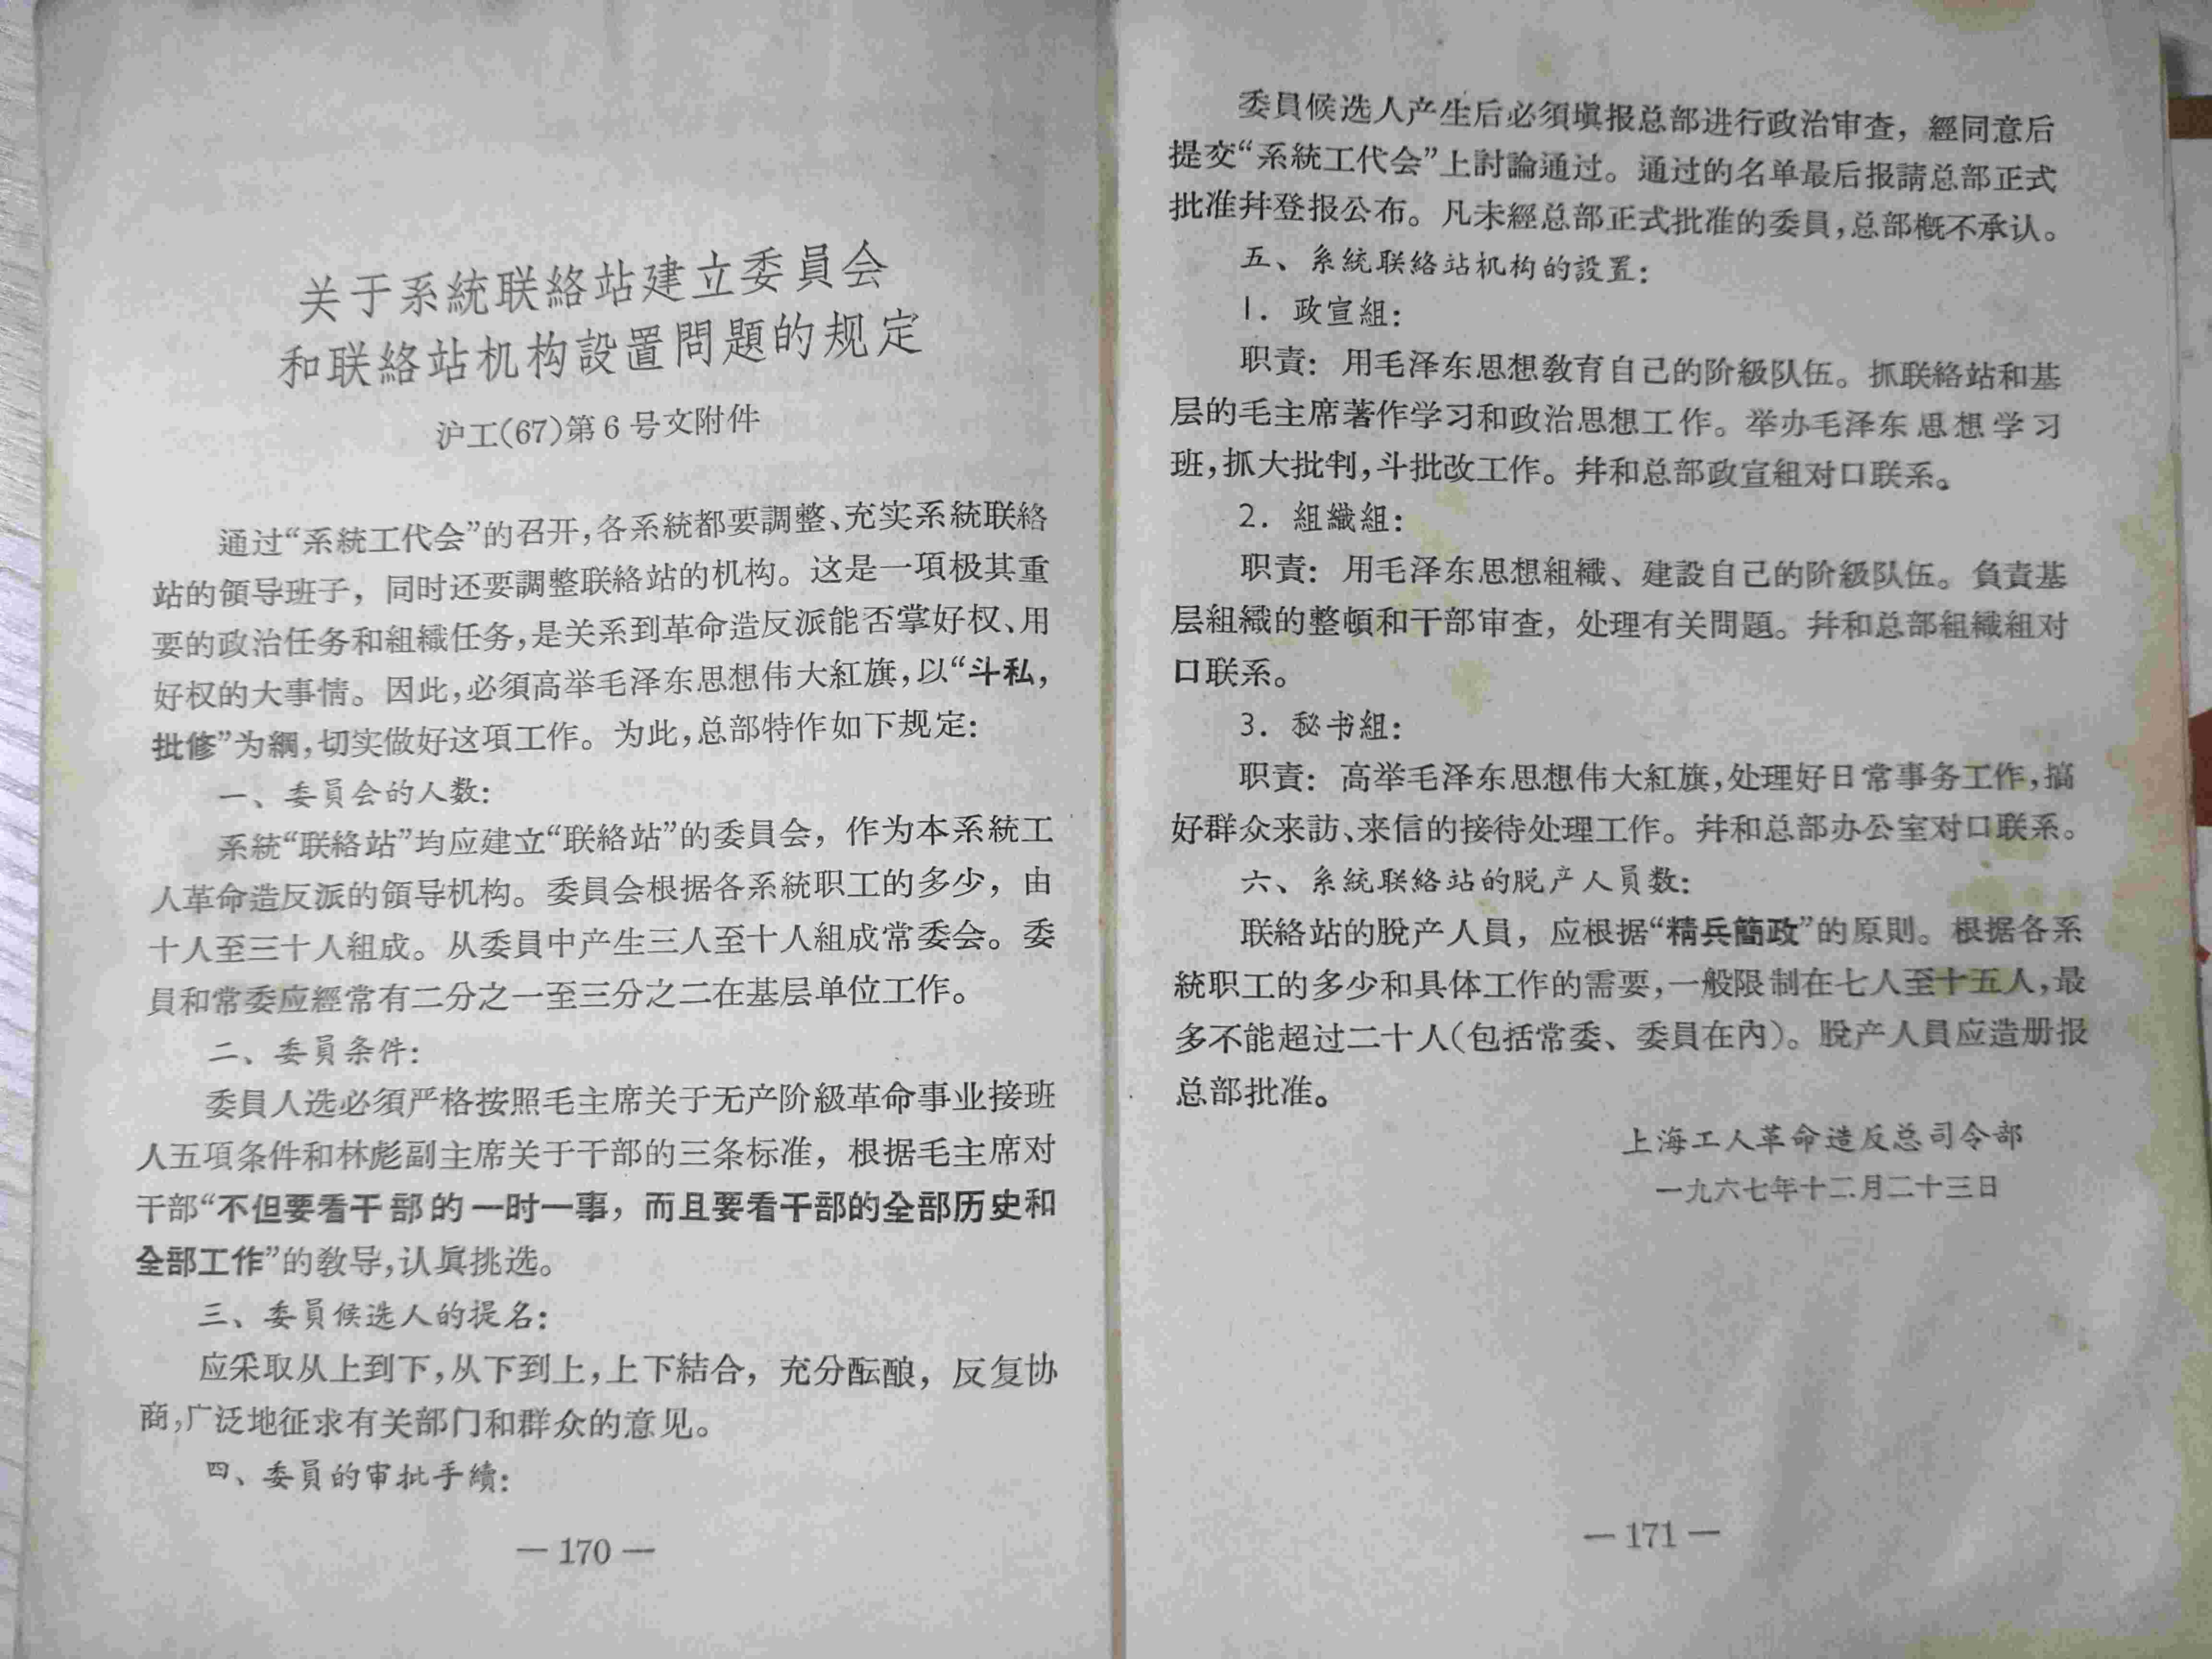 关于系統联絡站建立委員会
和联絡站机构設置問題的规定
沪工(67)第6号文附件
通过“系統工代会”的召开,各系統都要調整、充实系統联絡
站的領导班子，同时还要調整联絡站的机构。这是一項极其重
要的政治任务和組織任务,是关系到革命造反派能否掌好权、用
好权的大事情。因此,必須高举毛泽东思想伟大紅旗,以“斗私，
批修”为綱,切实做好这項工作。为此,总部特作如下规定：
一、委員会的人数：
系統“联絡站”均应建立“联絡站”的委員会，作为本系統工
人革命造反派的領导机构。委員会根据各系統职工的多少，由
十人至三十人組成。从委員中产生三人至十人組成常委会。委
員和常委应經常有二分之一至三分之二在基层单位工作。
二、委員条件：
委員人选必須严格按照毛主席关于无产阶級革命事业接班
人五項条件和林彪副主席关于干部的三条标准，根据毛主席对
干部“不但要看干部的一时一事，而且要看干部的全部历史和
全部工作”的敎导,认眞挑选。
三、委員候选人的提名：
应采取从上到下,从下到上,上下結合，充分酝酿，反复协
商,广泛地征求有关部门和群众的意见。
四、委員的审批手續：
— 170 —
委員候选人产生后必須塡报总部进行政治审查，經同意后
提交“系統工代会”上討論通过。通过的名单最后报請总部正式
批准幷登报公布。凡未經总部正式批准的委員,总部概不承认。
五、系統联絡站机构的設置：
1. 政宣組：
职責：用毛泽东思想敎育自己的阶級队伍。抓联絡站和基
层的毛主席著作学习和政治思想工作。举办毛泽东思想学习
班,抓大批判,斗批改工作。幷和总部政宣組对口联系。
2. 組織組：
职責：用毛泽东思想組織、建設自己的阶級队伍。負責基
层組織的整頓和干部审查，处理有关問題。幷和总部組織組对
口联系。
3. 秘书組：
职責：高举毛泽东思想伟大紅旗,处理好日常事务工作,搞
好群众来訪、来信的接待处理工作。幷和总部办公室对口联系。
六、系統联絡站的脱产人員数：
联絡站的脫产人員，应根据“精兵簡政”的原則。根据各系
統职工的多少和具体工作的需要,一般限制在七人至十五人,最
多不能超过二十人(包括常委、委員在內)。脫产人員应造册报
总部批准。
上海工人革命造反总司令部
一九六七年十二月二十三日
— 171 —